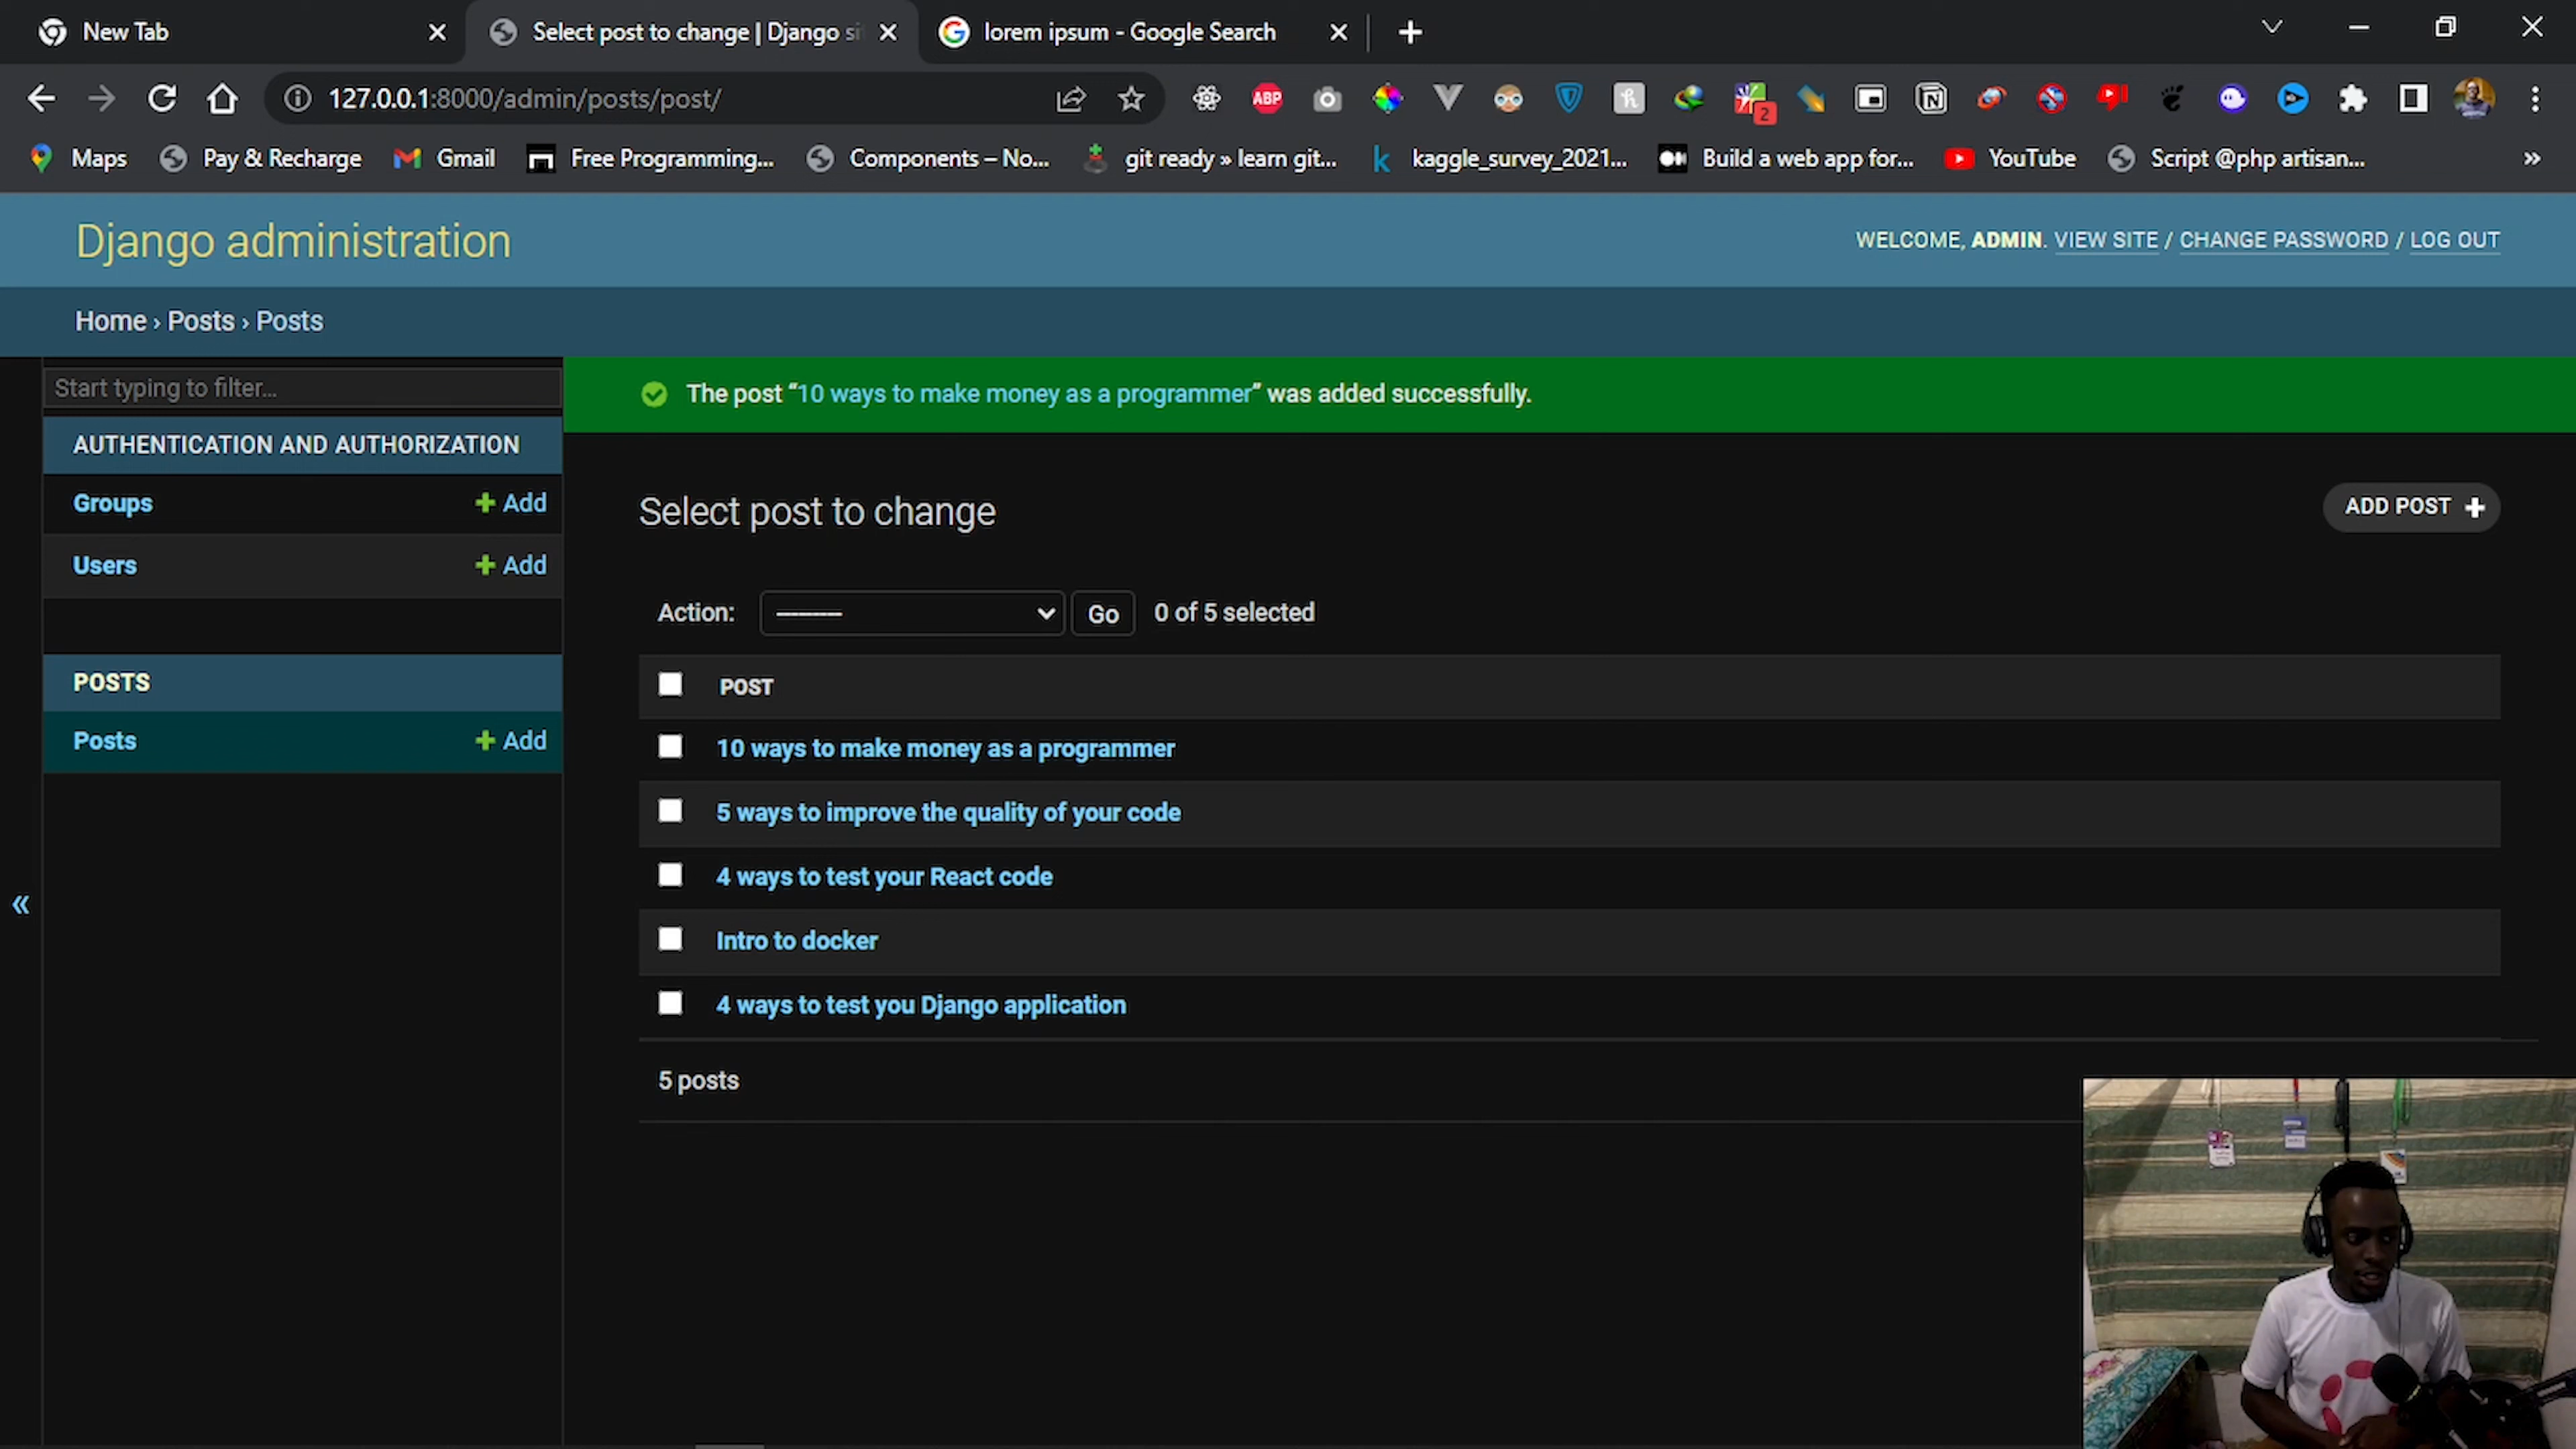 New Tab
Select post to change | Django si
lorem ipsum - Google Search
127.0.0.1:8000/admin/posts/post/
ABP
2
Maps
Pay & Recharge
Gmail
Free Programming...
Components – No...
git ready » learn git...
kaggle_survey_2021...
Build a web app for...
YouTube
Script @php artisan...
»
Django administration
WELCOME, ADMIN. VIEW SITE / CHANGE PASSWORD / LOG OUT
Home › Posts › Posts
Start typing to filter...
The post “10 ways to make money as a programmer” was added successfully.
AUTHENTICATION AND AUTHORIZATION
Groups + Add
Users + Add
POSTS
Posts + Add
«
Select post to change
ADD POST +
Action: --------- Go 0 of 5 selected
POST
10 ways to make money as a programmer
5 ways to improve the quality of your code
4 ways to test your React code
Intro to docker
4 ways to test you Django application
5 posts